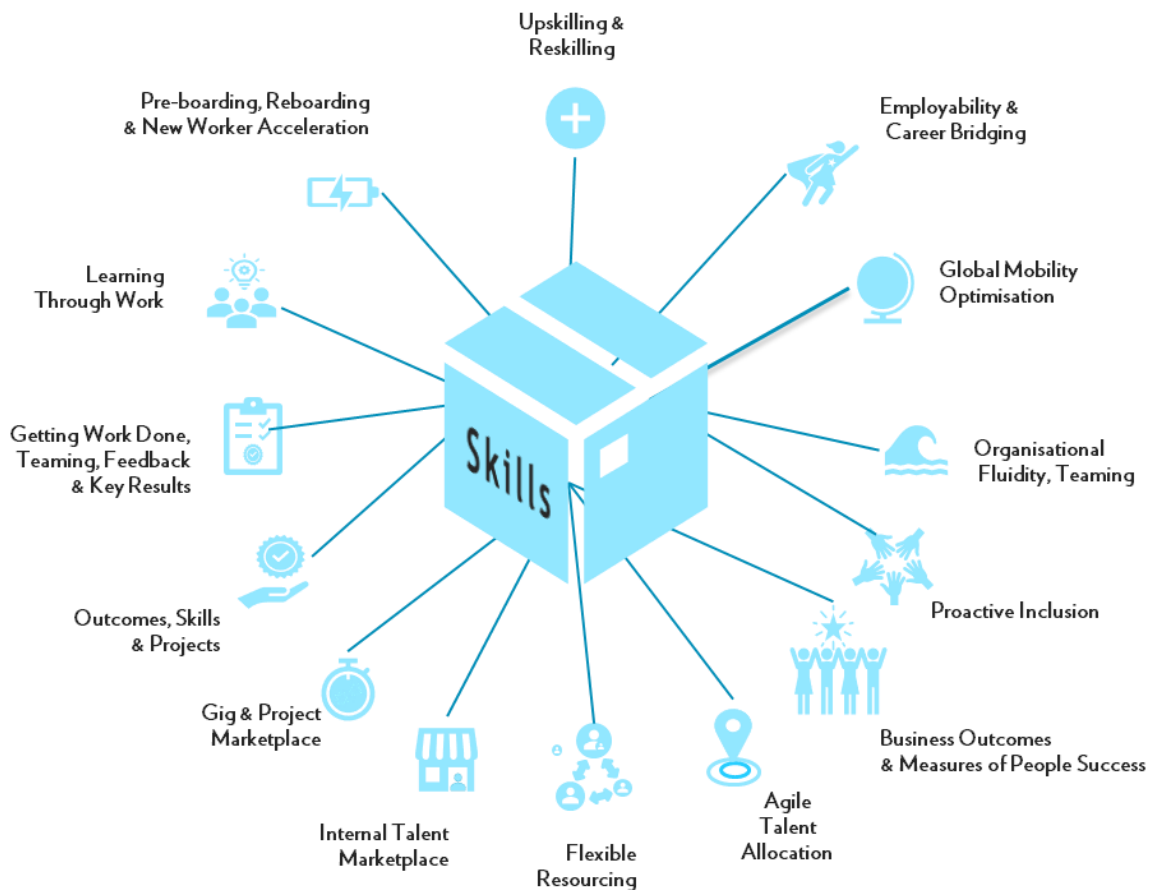 Upskilling &
Reskilling
Pre-boarding, Reboarding
& New Worker Acceleration
Employability &
Career Bridging
Learning
Through Work
Global Mobility
Optimisation
Getting Work Done,
Teaming, Feedback
& Key Results
Skills
Organisational
Fluidity, Teaming
Outcomes, Skills
& Projects
Proactive Inclusion
Gig & Project
Marketplace
Business Outcomes
& Measures of People Success
Internal Talent
Marketplace
Flexible
Resourcing
Agile
Talent
Allocation